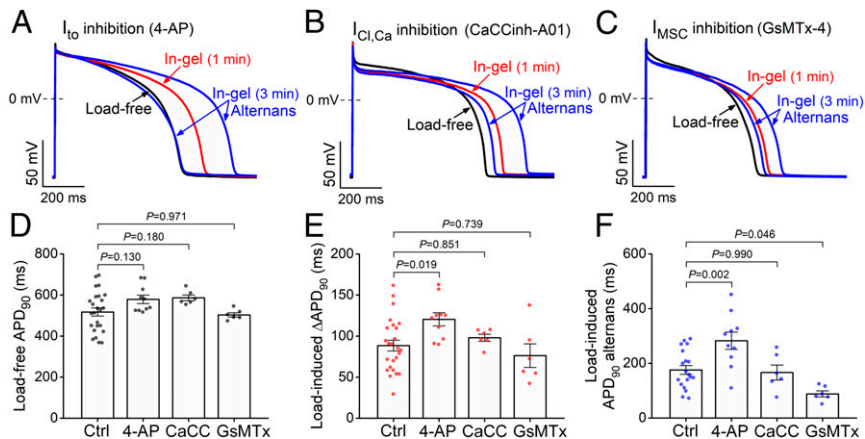 A
I_to inhibition (4-AP)
In-gel (1 min)
0 mV
In-gel (3 min)
Alternans
Load-free
50 mV
200 ms
B
I_Cl,Ca inhibition (CaCCinh-A01)
In-gel (1 min)
0 mV
In-gel (3 min)
Alternans
Load-free
50 mV
200 ms
C
I_MSC inhibition (GsMTx-4)
In-gel (1 min)
0 mV
In-gel (3 min)
Alternans
Load-free
50 mV
200 ms
D
P=0.971
P=0.180
P=0.130
Load-free APD90 (ms)
800
600
400
200
0
Ctrl 4-AP CaCC GsMTx
E
P=0.739
P=0.851
P=0.019
Load-induced ΔAPD90 (ms)
200
150
100
50
0
Ctrl 4-AP CaCC GsMTx
F
P=0.046
P=0.990
P=0.002
Load-induced
APD90 alternans (ms)
600
400
200
0
Ctrl 4-AP CaCC GsMTx